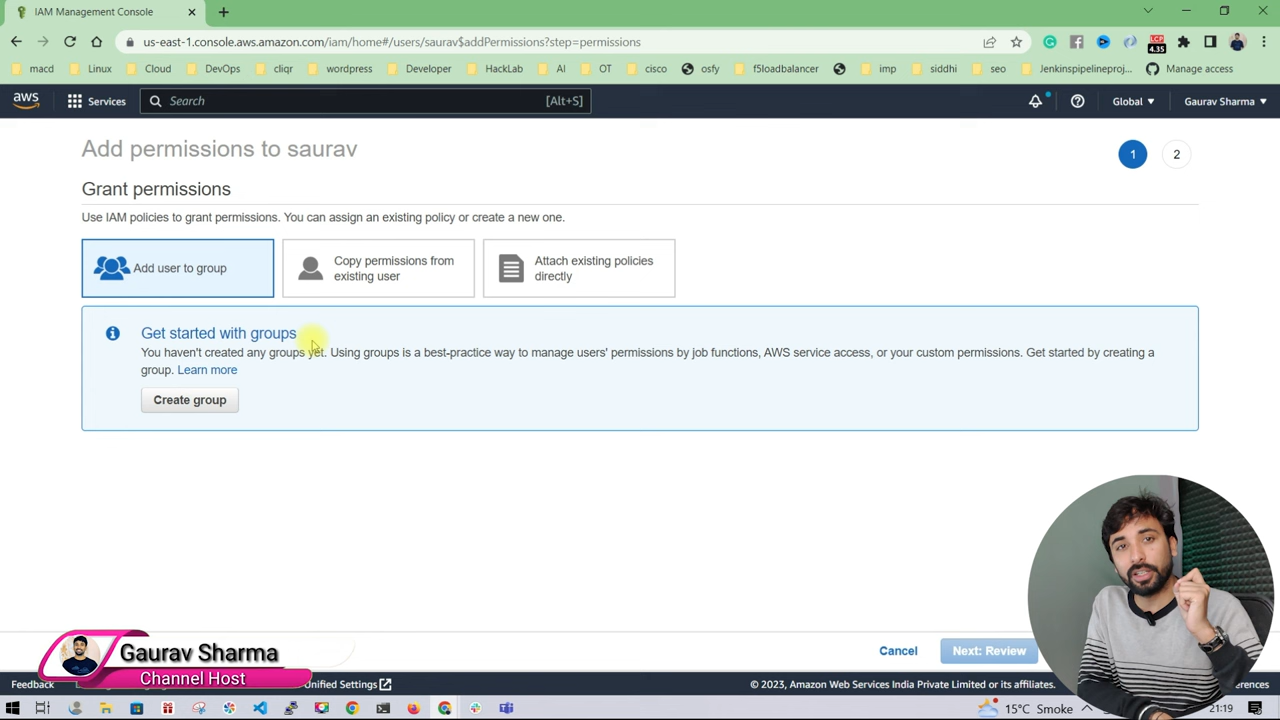 IAM Management Console
us-east-1.console.aws.amazon.com/iam/home#/users/saurav$addPermissions?step=permissions
LCP
4.35
macd
Linux
Cloud
DevOps
cliqr
wordpress
Developer
HackLab
AI
OT
cisco
osfy
f5loadbalancer
imp
siddhi
seo
Jenkinspipelineproj...
Manage access
aws
Services
Search
[Alt+S]
Global
Gaurav Sharma
Add permissions to saurav
1
2
Grant permissions
Use IAM policies to grant permissions. You can assign an existing policy or create a new one.
Add user to group
Copy permissions from
existing user
Attach existing policies
directly
Get started with groups
You haven't created any groups yet. Using groups is a best-practice way to manage users' permissions by job functions, AWS service access, or your custom permissions. Get started by creating a
group. Learn more
Create group
Gaurav Sharma
Channel Host
Cancel
Next: Review
Feedback
Unified Settings
© 2023, Amazon Web Services India Private Limited or its affiliates.
erences
15°C Smoke
21:19